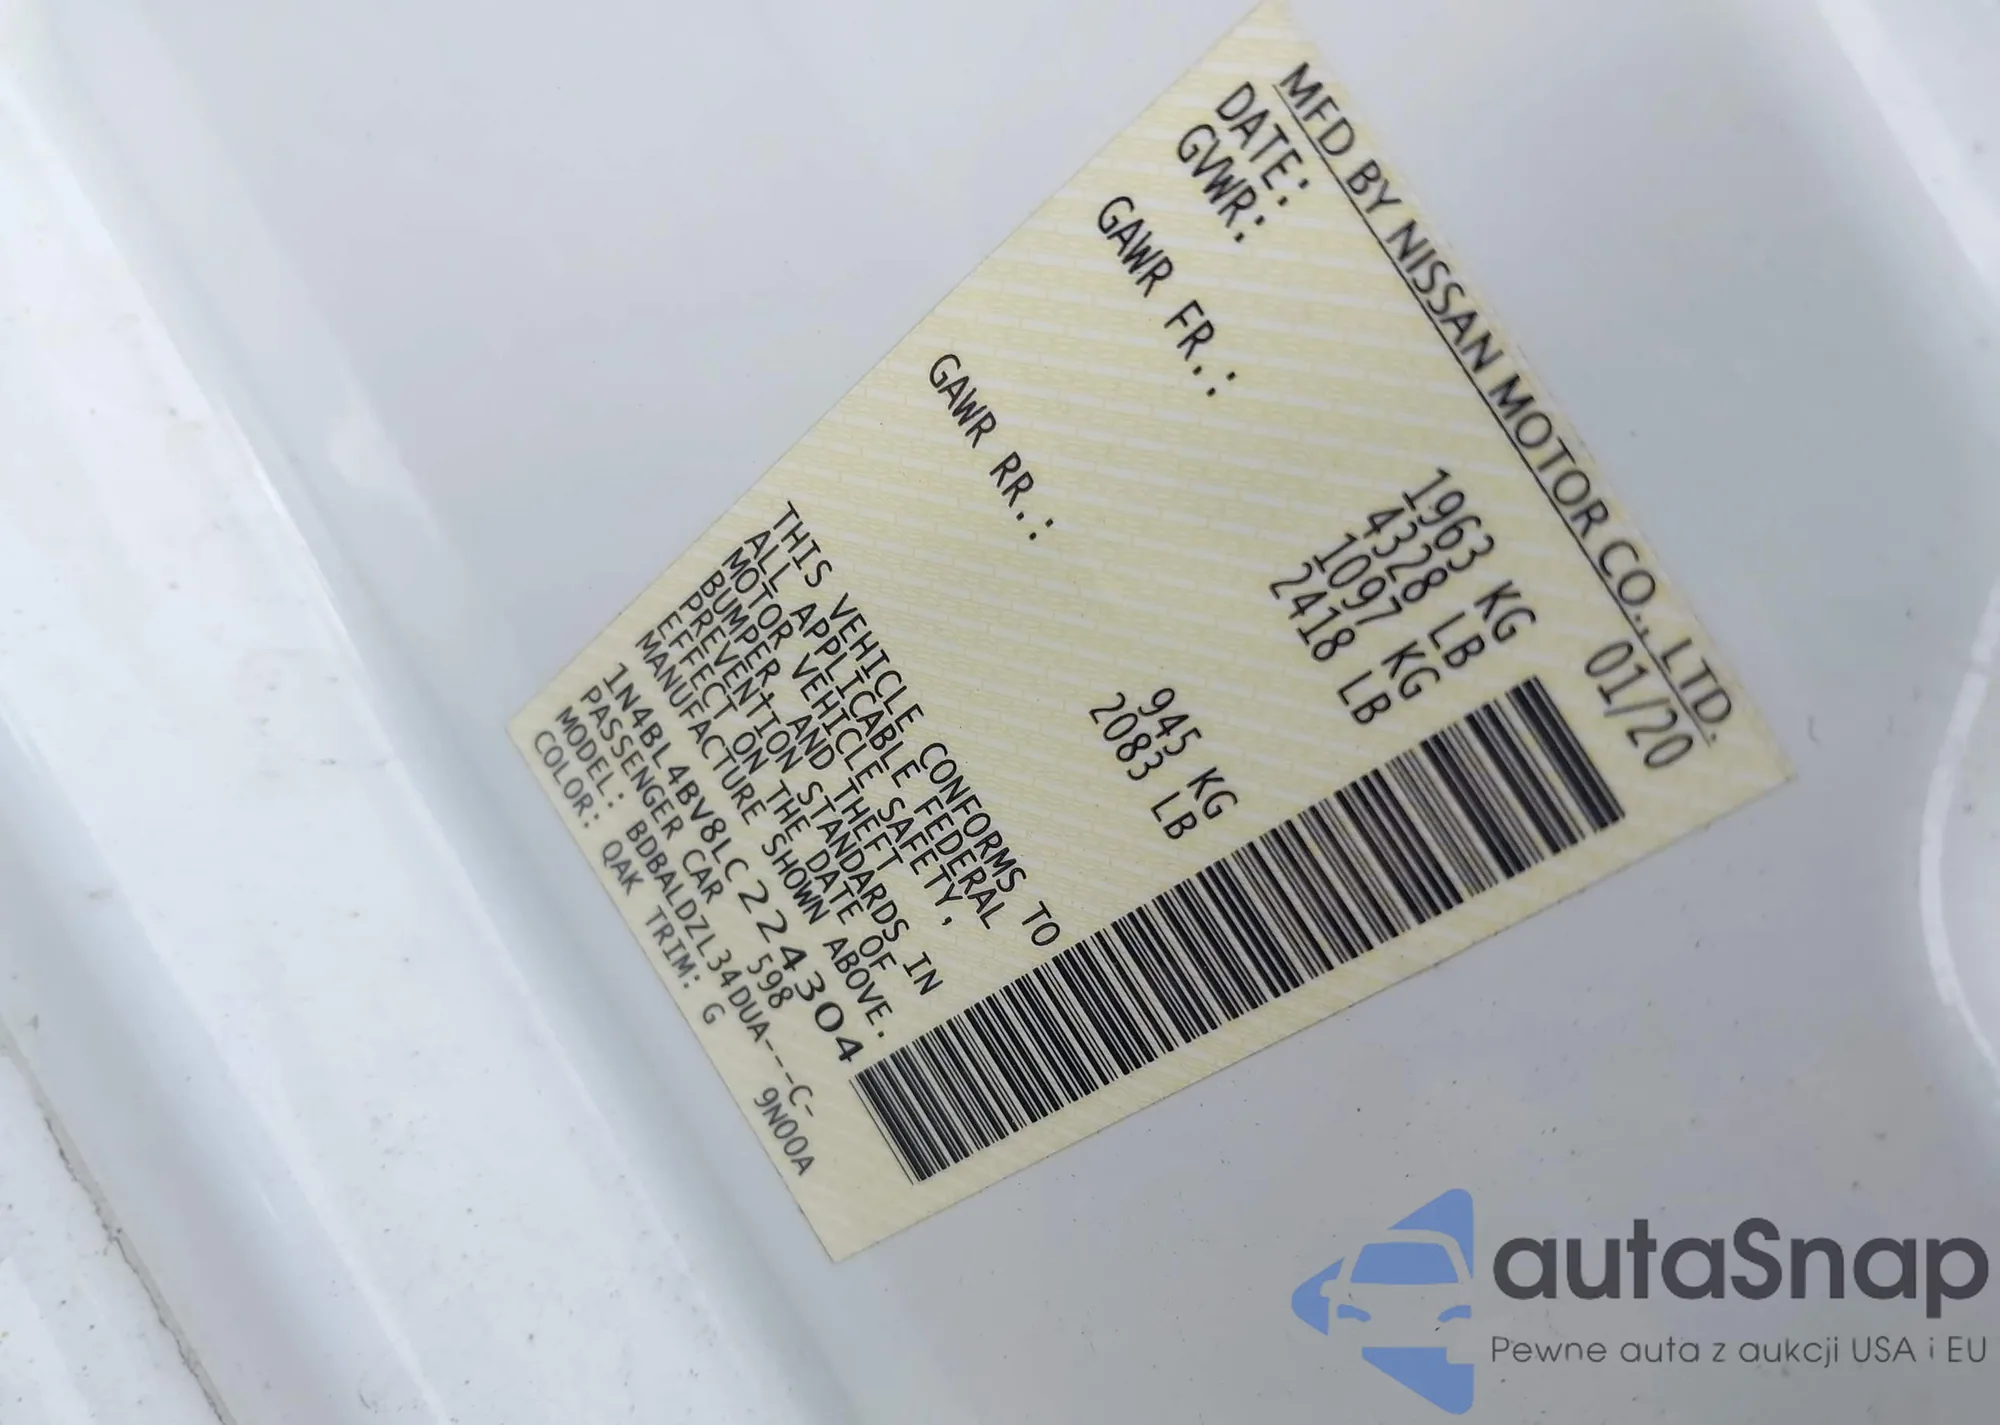 MFD BY NISSAN MOTOR CO., LTD.
DATE: 01/20
GVWR: 1963 KG
4328 LB
GAWR FR.: 1097 KG
2418 LB
GAWR RR.: 945 KG
2083 LB
THIS VEHICLE CONFORMS TO
ALL APPLICABLE FEDERAL
MOTOR VEHICLE SAFETY,
BUMPER, AND THEFT
PREVENTION STANDARDS IN
EFFECT ON THE DATE OF
MANUFACTURE SHOWN ABOVE.
1N4BL4BV8LC224304
PASSENGER CAR 598
MODEL: BDBALDZL34DUA---C-
COLOR: QAK TRIM: G 9N00A
autaSnap
Pewne auta z aukcji USA i EU